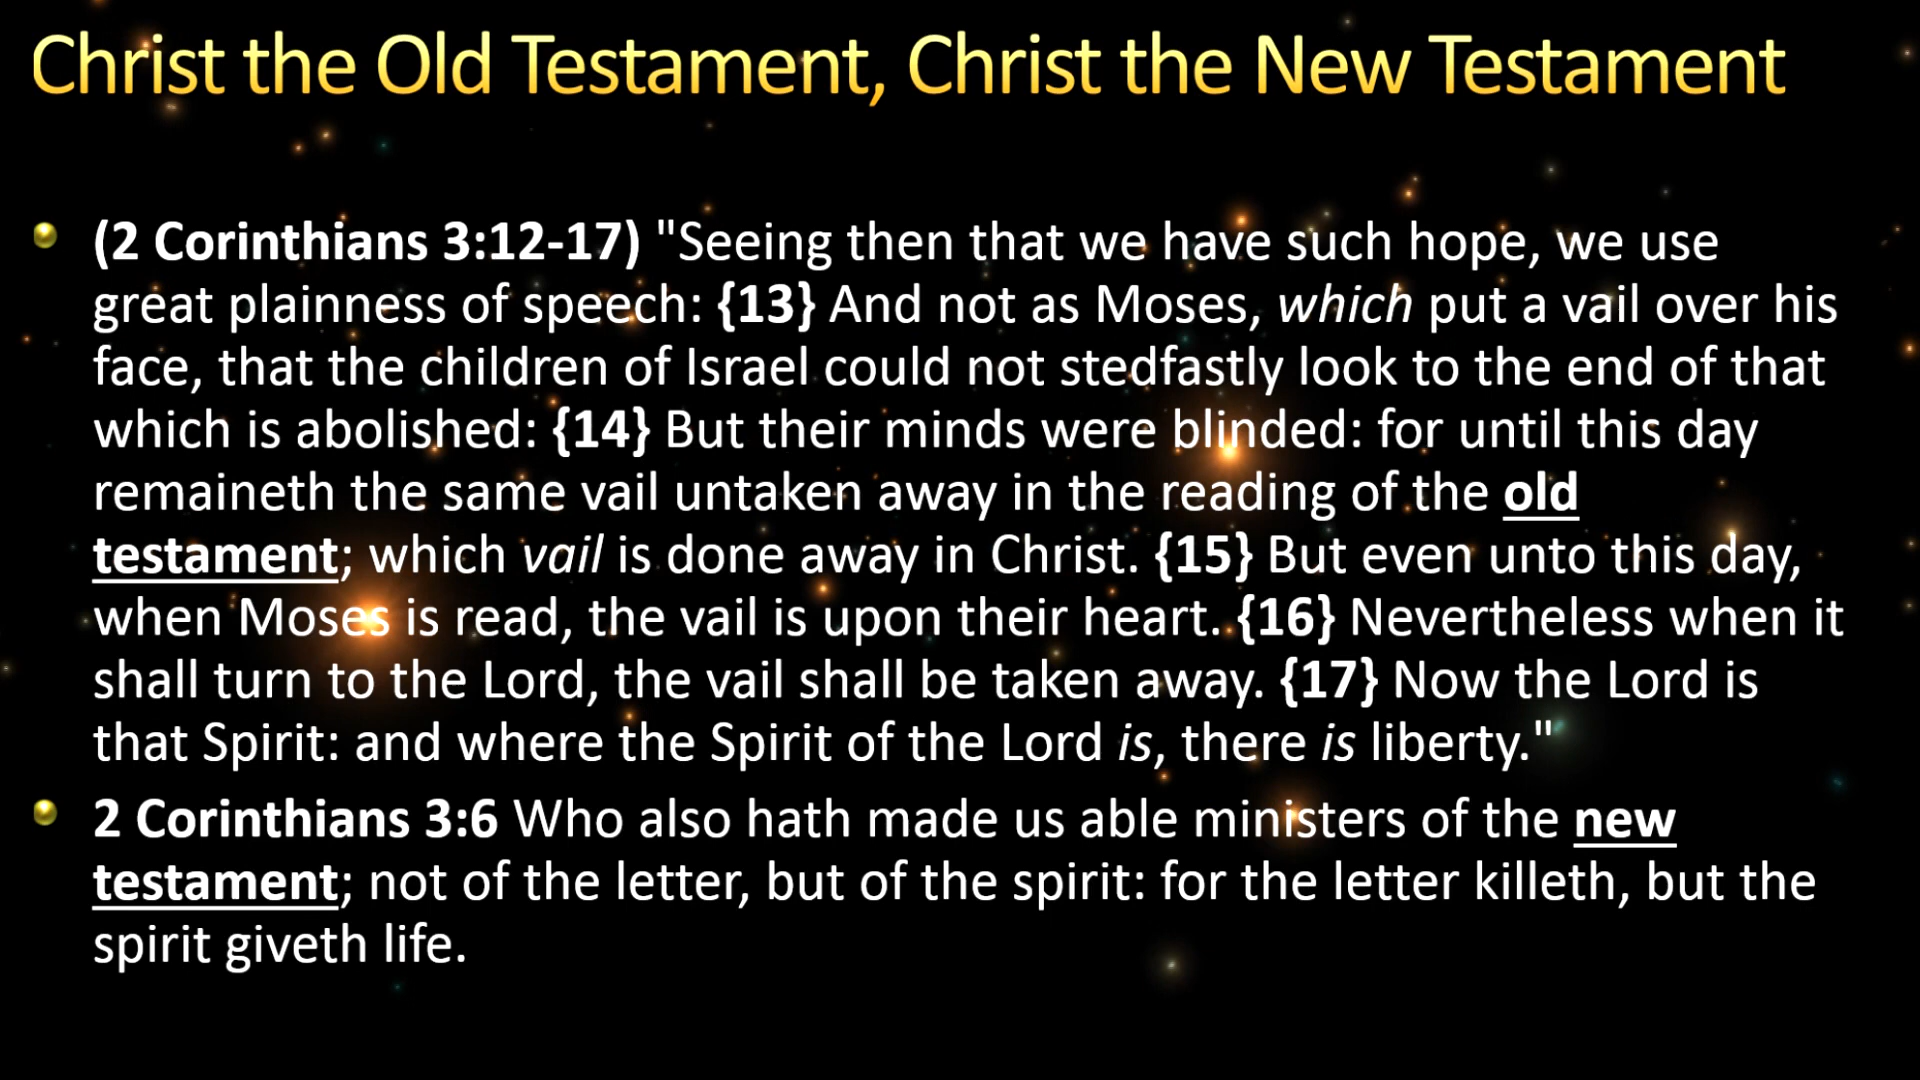 Christ the Old Testament, Christ the New Testament
(2 Corinthians 3:12-17) "Seeing then that we have such hope, we use
great plainness of speech: {13} And not as Moses, which put a vail over his
face, that the children of Israel could not stedfastly look to the end of that
which is abolished: {14} But their minds were blinded: for until this day
remaineth the same vail untaken away in the reading of the old
testament; which vail is done away in Christ. {15} But even unto this day,
when Moses is read, the vail is upon their heart. {16} Nevertheless when it
shall turn to the Lord, the vail shall be taken away. {17} Now the Lord is
that Spirit: and where the Spirit of the Lord is, there is liberty."
2 Corinthians 3:6 Who also hath made us able ministers of the new
testament; not of the letter, but of the spirit: for the letter killeth, but the
spirit giveth life.